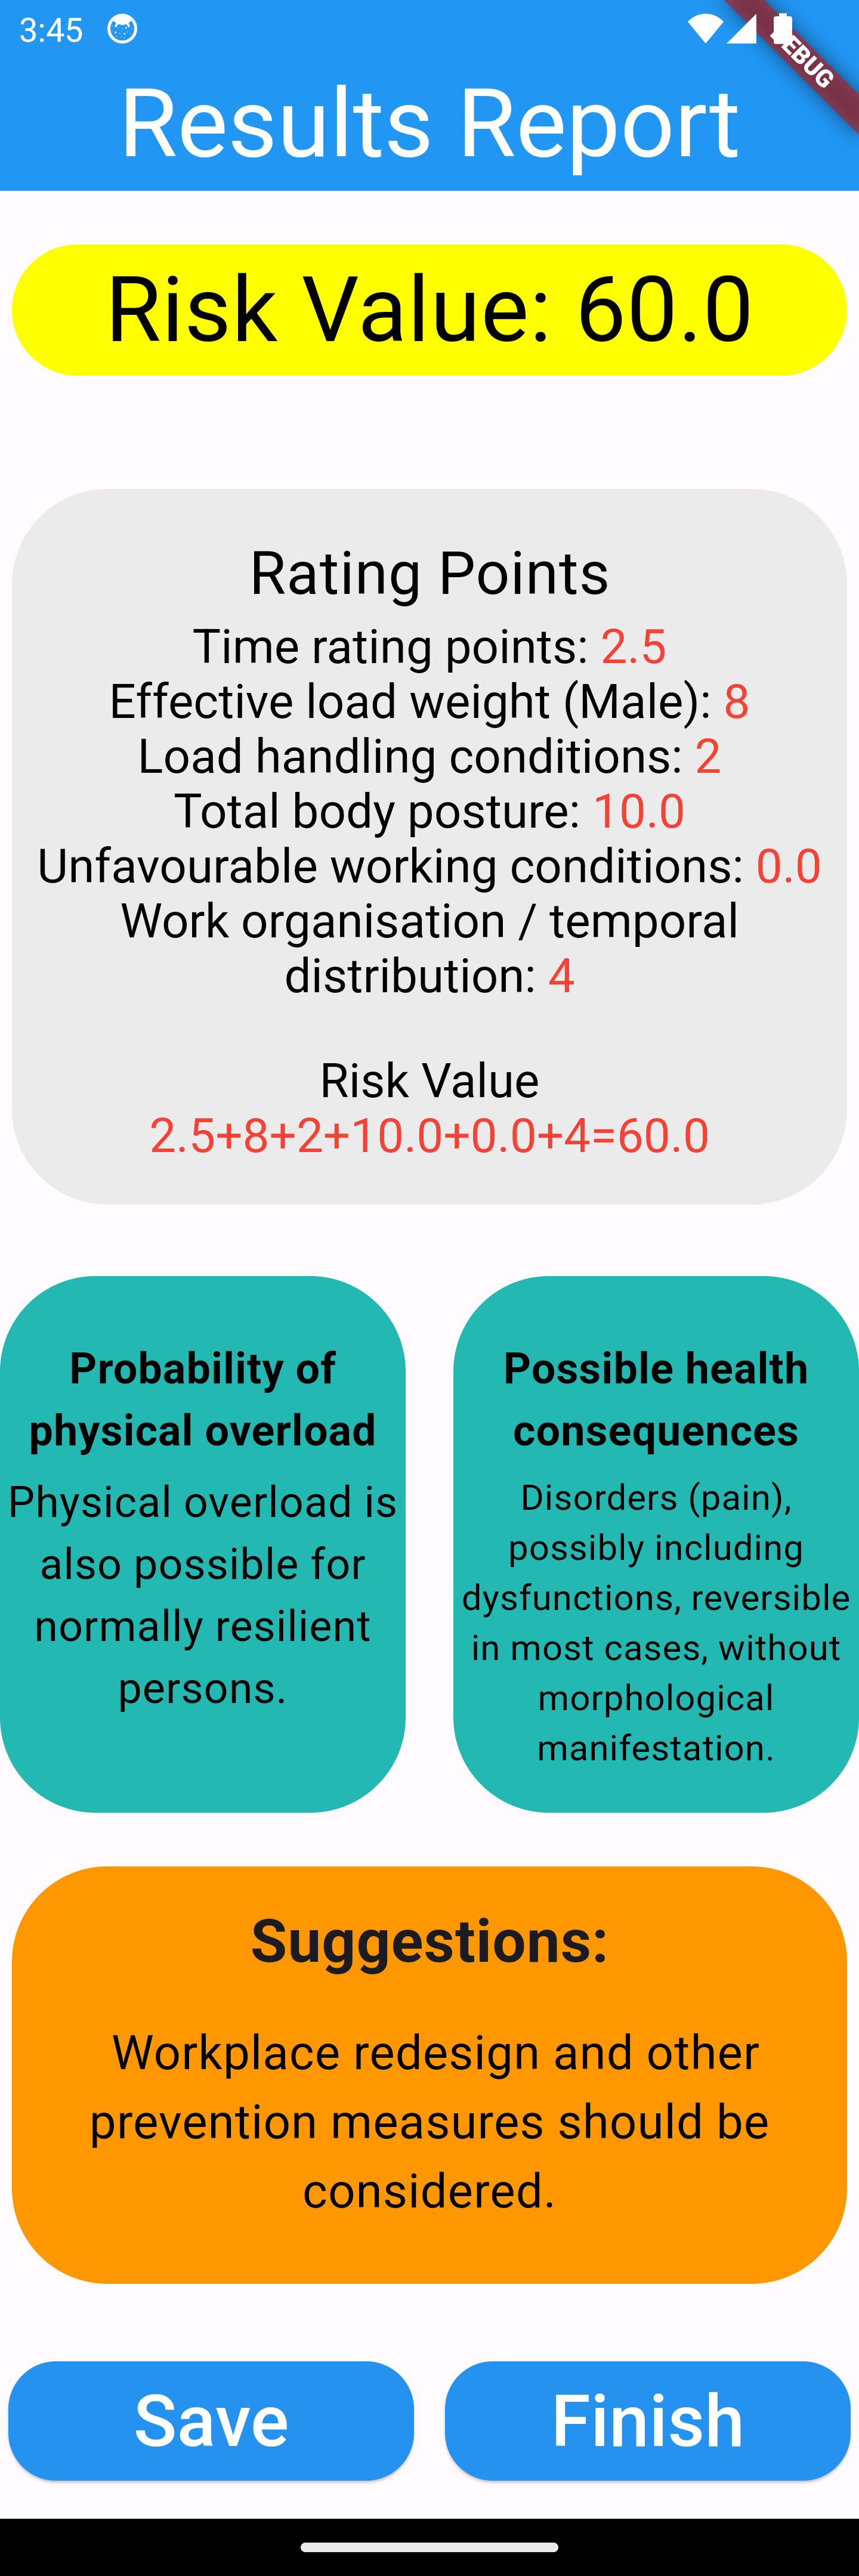 3:45
DEBUG
Results Report
Risk Value: 60.0
Rating Points
Time rating points: 2.5
Effective load weight (Male): 8
Load handling conditions: 2
Total body posture: 10.0
Unfavourable working conditions: 0.0
Work organisation / temporal
distribution: 4
Risk Value
2.5+8+2+10.0+0.0+4=60.0
Probability of
physical overload
Physical overload is
also possible for
normally resilient
persons.
Possible health
consequences
Disorders (pain),
possibly including
dysfunctions, reversible
in most cases, without
morphological
manifestation.
Suggestions:
Workplace redesign and other
prevention measures should be
considered.
Save
Finish